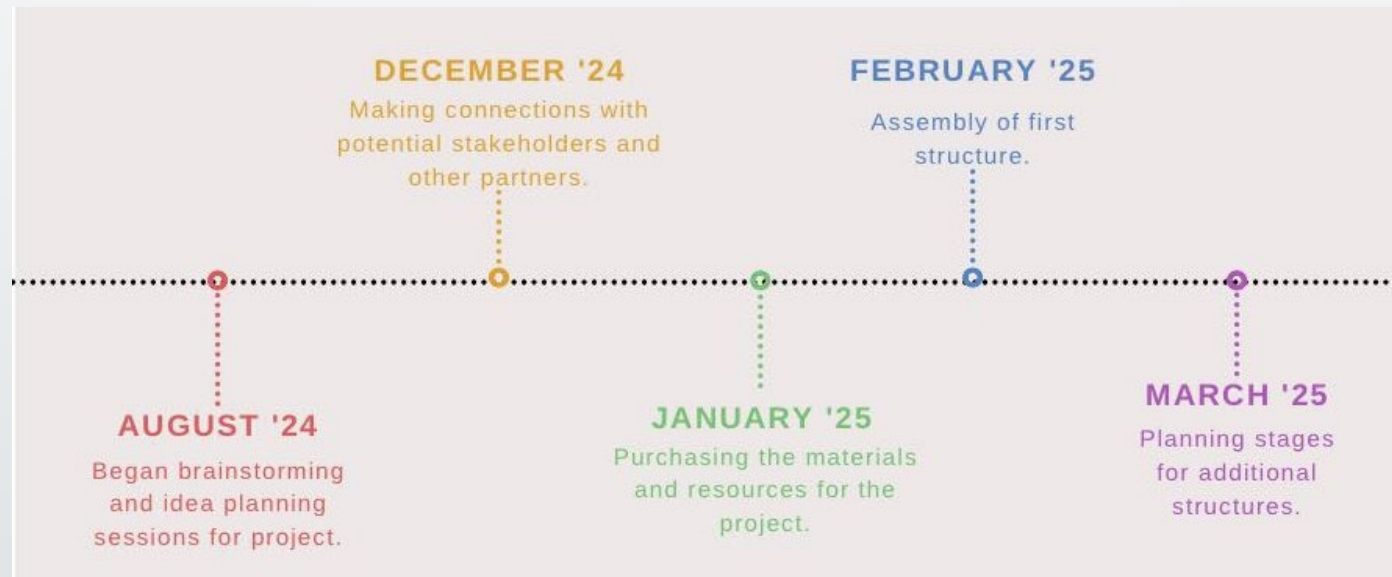 AUGUST '24
Began brainstorming
and idea planning
sessions for project.
DECEMBER '24
Making connections with
potential stakeholders and
other partners.
JANUARY '25
Purchasing the materials
and resources for the
project.
FEBRUARY '25
Assembly of first
structure.
MARCH '25
Planning stages
for additional
structures.